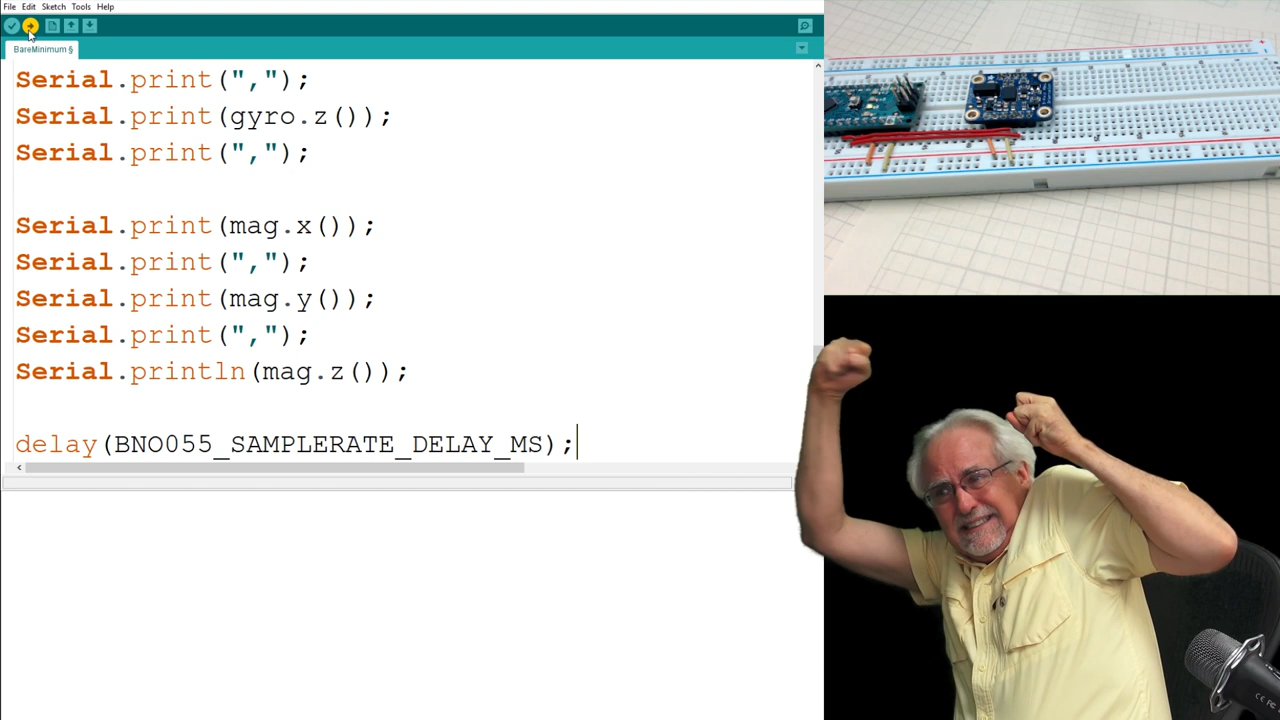 File Edit Sketch Tools Help
BareMinimum §
Serial.print(",");
Serial.print(gyro.z());
Serial.print(",");
Serial.print(mag.x());
Serial.print(",");
Serial.print(mag.y());
Serial.print(",");
Serial.println(mag.z());
delay(BNO055_SAMPLERATE_DELAY_MS);